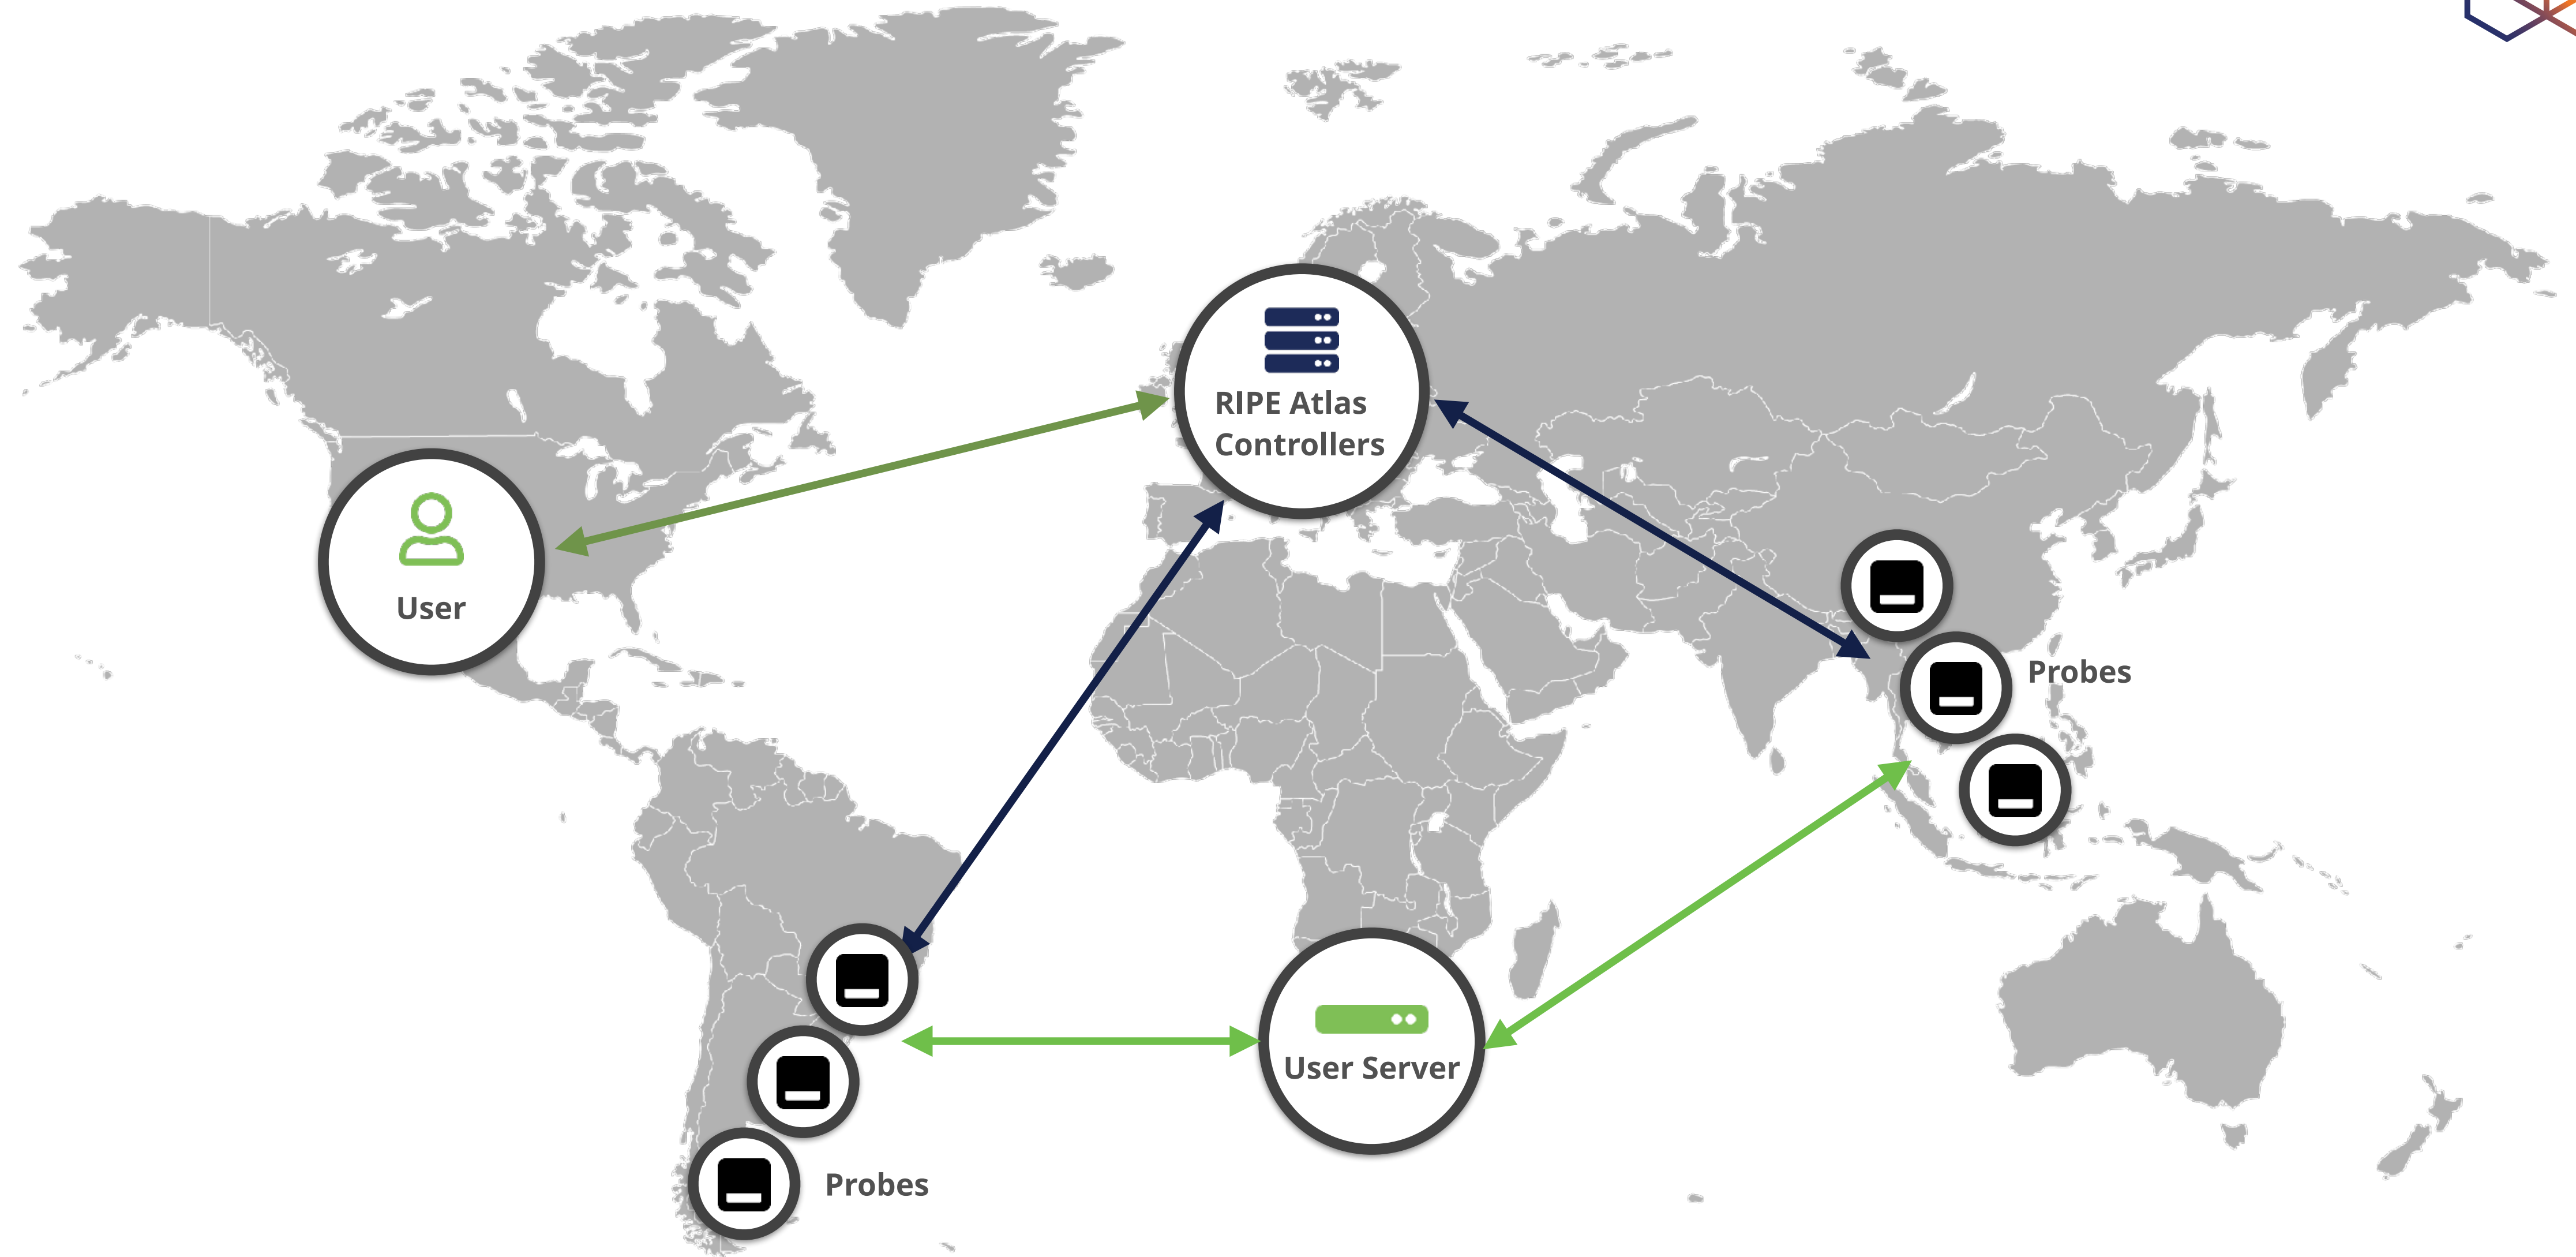 RIPE Atlas
Controllers
User
Probes
User Server
Probes